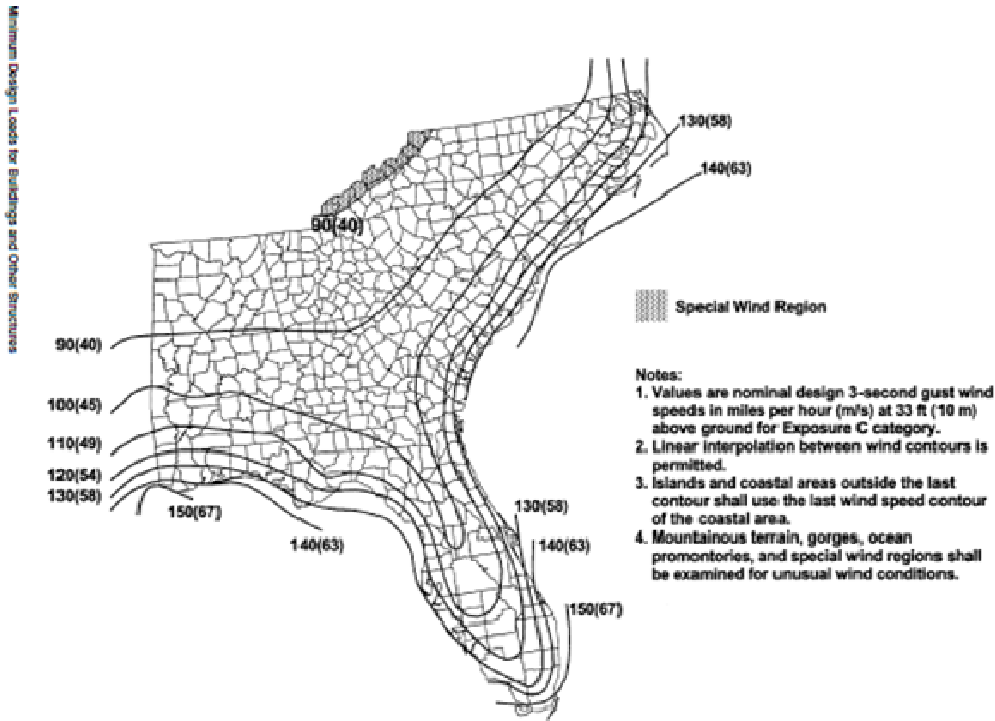 Minimum Design Loads for Buildings and Other Structures
130(58)
140(63)
90(40)
Special Wind Region
90(40)
100(45)
110(49)
120(54)
130(58)
150(67)
140(63)
130(58)
140(63)
150(67)
Notes:
1. Values are nominal design 3-second gust wind
speeds in miles per hour (m/s) at 33 ft (10 m)
above ground for Exposure C category.
2. Linear interpolation between wind contours is
permitted.
3. Islands and coastal areas outside the last
contour shall use the last wind speed contour
of the coastal area.
4. Mountainous terrain, gorges, ocean
promontories, and special wind regions shall
be examined for unusual wind conditions.